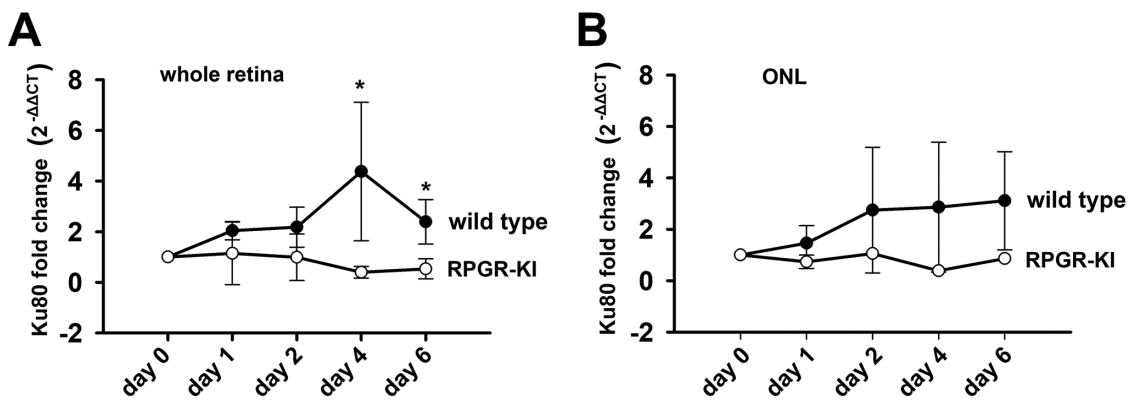 A
whole retina
Ku80 fold change (2^-ΔΔCT)
8
6
4
2
0
-2
*
*
wild type
RPGR-KI
day 0
day 1
day 2
day 4
day 6
B
ONL
Ku80 fold change (2^-ΔΔCT)
8
6
4
2
0
-2
wild type
RPGR-KI
day 0
day 1
day 2
day 4
day 6